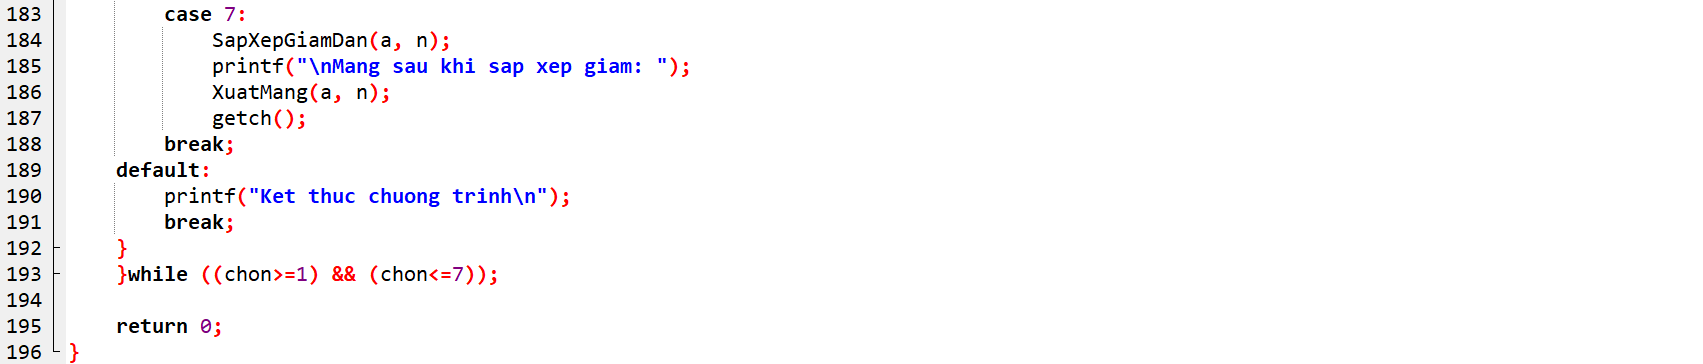 183 case 7:
184 SapXepGiamDan(a, n);
185 printf("\nMang sau khi sap xep giam: ");
186 XuatMang(a, n);
187 getch();
188 break;
189 default:
190 printf("Ket thuc chuong trinh\n");
191 break;
192 }
193 }while ((chon>=1) && (chon<=7));
194
195 return 0;
196 }